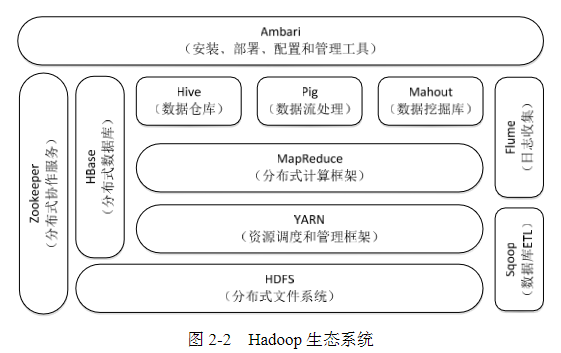 Ambari
（安装、部署、配置和管理工具）
Zookeeper
（分布式协作服务）
HBase
（分布式数据库）
Hive
（数据仓库）
Pig
（数据流处理）
Mahout
（数据挖掘库）
Flume
（日志收集）
MapReduce
（分布式计算框架）
YARN
（资源调度和管理框架）
Sqoop
（数据库ETL）
HDFS
（分布式文件系统）
图 2-2 Hadoop 生态系统